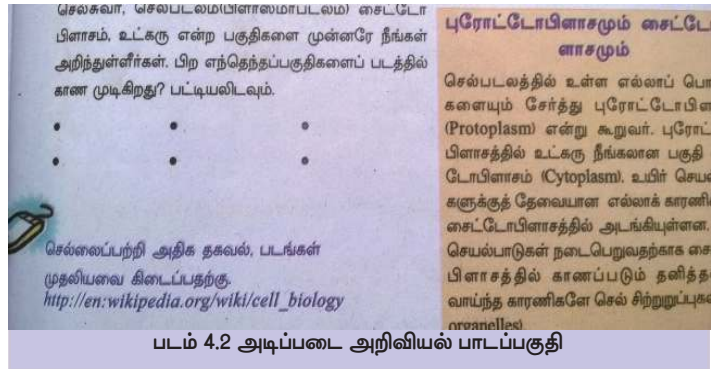 செல்சுவர், செல்படலம்(பிளாஸ்மாபடலம்) சைட்டோ
பிளாசம், உட்கரு என்ற பகுதிகளை முன்னரே நீங்கள்
அறிந்துள்ளீர்கள். பிற எந்தெந்தப்பகுதிகளைப் படத்தில்
காண முடிகிறது? பட்டியலிடவும்.
செல்லைப்பற்றி அதிக தகவல், படங்கள்
முதலியவை கிடைப்பதற்கு.
http://en:wikipedia.org/wiki/cell_biology
புரோட்டோபிளாசமும் சைட்டோ
ளாசமும்
செல்படலத்தில் உள்ள எல்லாப் பொ
களையும் சேர்த்து புரோட்டோபிள
(Protoplasm) என்று கூறுவர். புரோட்
பிளாசத்தில் உட்கரு நீங்கலான பகுதி
டோபிளாசம் (Cytoplasm). உயிர் செய
களுக்குத் தேவையான எல்லாக் காரணி
சைட்டோபிளாசத்தில் அடங்கியுள்ளன.
செயல்பாடுகள் நடைபெறுவதற்காக சை
பிளாசத்தில் காணப்படும் தனித்த
வாய்ந்த காரணிகளே செல் சிற்றுறுப்புக
organelles)
படம் 4.2 அடிப்படை அறிவியல் பாடப்பகுதி